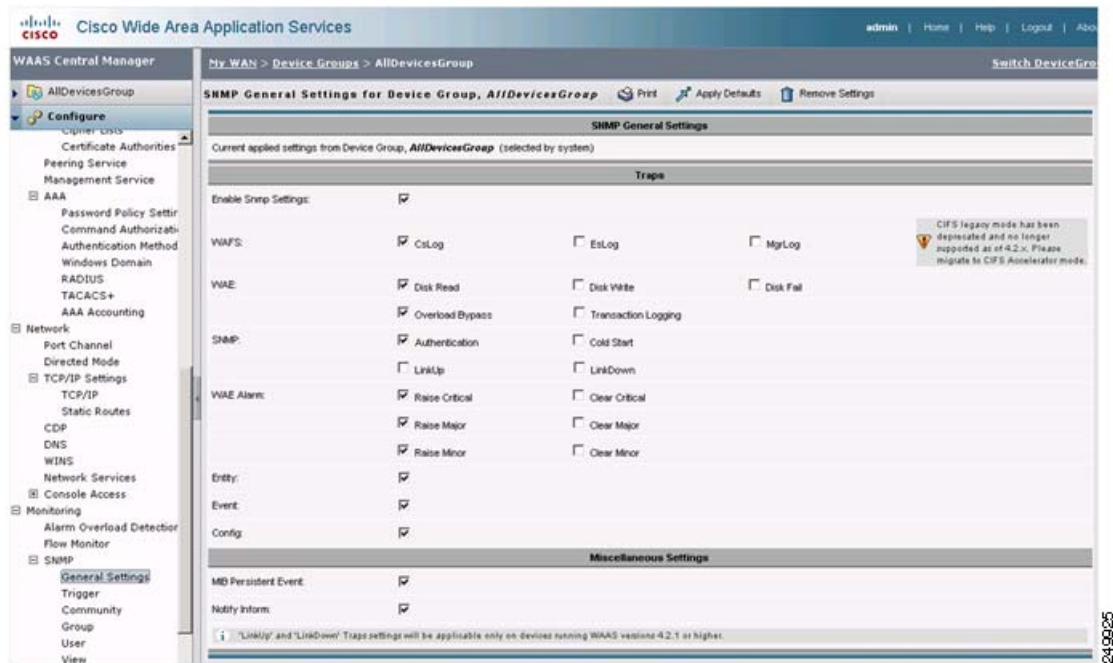 CISCO Cisco Wide Area Application Services
admin | Home | Help | Logout | Abo
WAAS Central Manager
My WAN > Device Groups > AllDevicesGroup
Switch DeviceGro
AllDevicesGroup
Configure
Cipher Lists
Certificate Authorities
Peering Service
Management Service
AAA
Password Policy Settir
Command Authorizati
Authentication Method
Windows Domain
RADIUS
TACACS+
AAA Accounting
Network
Port Channel
Directed Mode
TCP/IP Settings
TCP/IP
Static Routes
CDP
DNS
WINS
Network Services
Console Access
Monitoring
Alarm Overload Detection
Flow Monitor
SNMP
General Settings
Trigger
Community
Group
User
View
SNMP General Settings for Device Group, AllDevicesGroup Print Apply Defaults Remove Settings
SNMP General Settings
Current applied settings from Device Group, AllDevicesGroup (selected by system)
Traps
Enable Snmp Settings:
WAFS: CsLog EsLog MgrLog
CIFS legacy mode has been
deprecated and no longer
supported as of 4.2.x. Please
migrate to CIFS Accelerator mode.
WAE: Disk Read Disk Write Disk Fail
Overload Bypass Transaction Logging
SNMP: Authentication Cold Start
LinkUp LinkDown
WAE Alarm: Raise Critical Clear Critical
Raise Major Clear Major
Raise Minor Clear Minor
Entity:
Event:
Config:
Miscellaneous Settings
MIB Persistent Event:
Notify Inform:
i 'LinkUp' and 'LinkDown' Traps settings will be applicable only on devices running WAAS versions 4.2.1 or higher.
249925